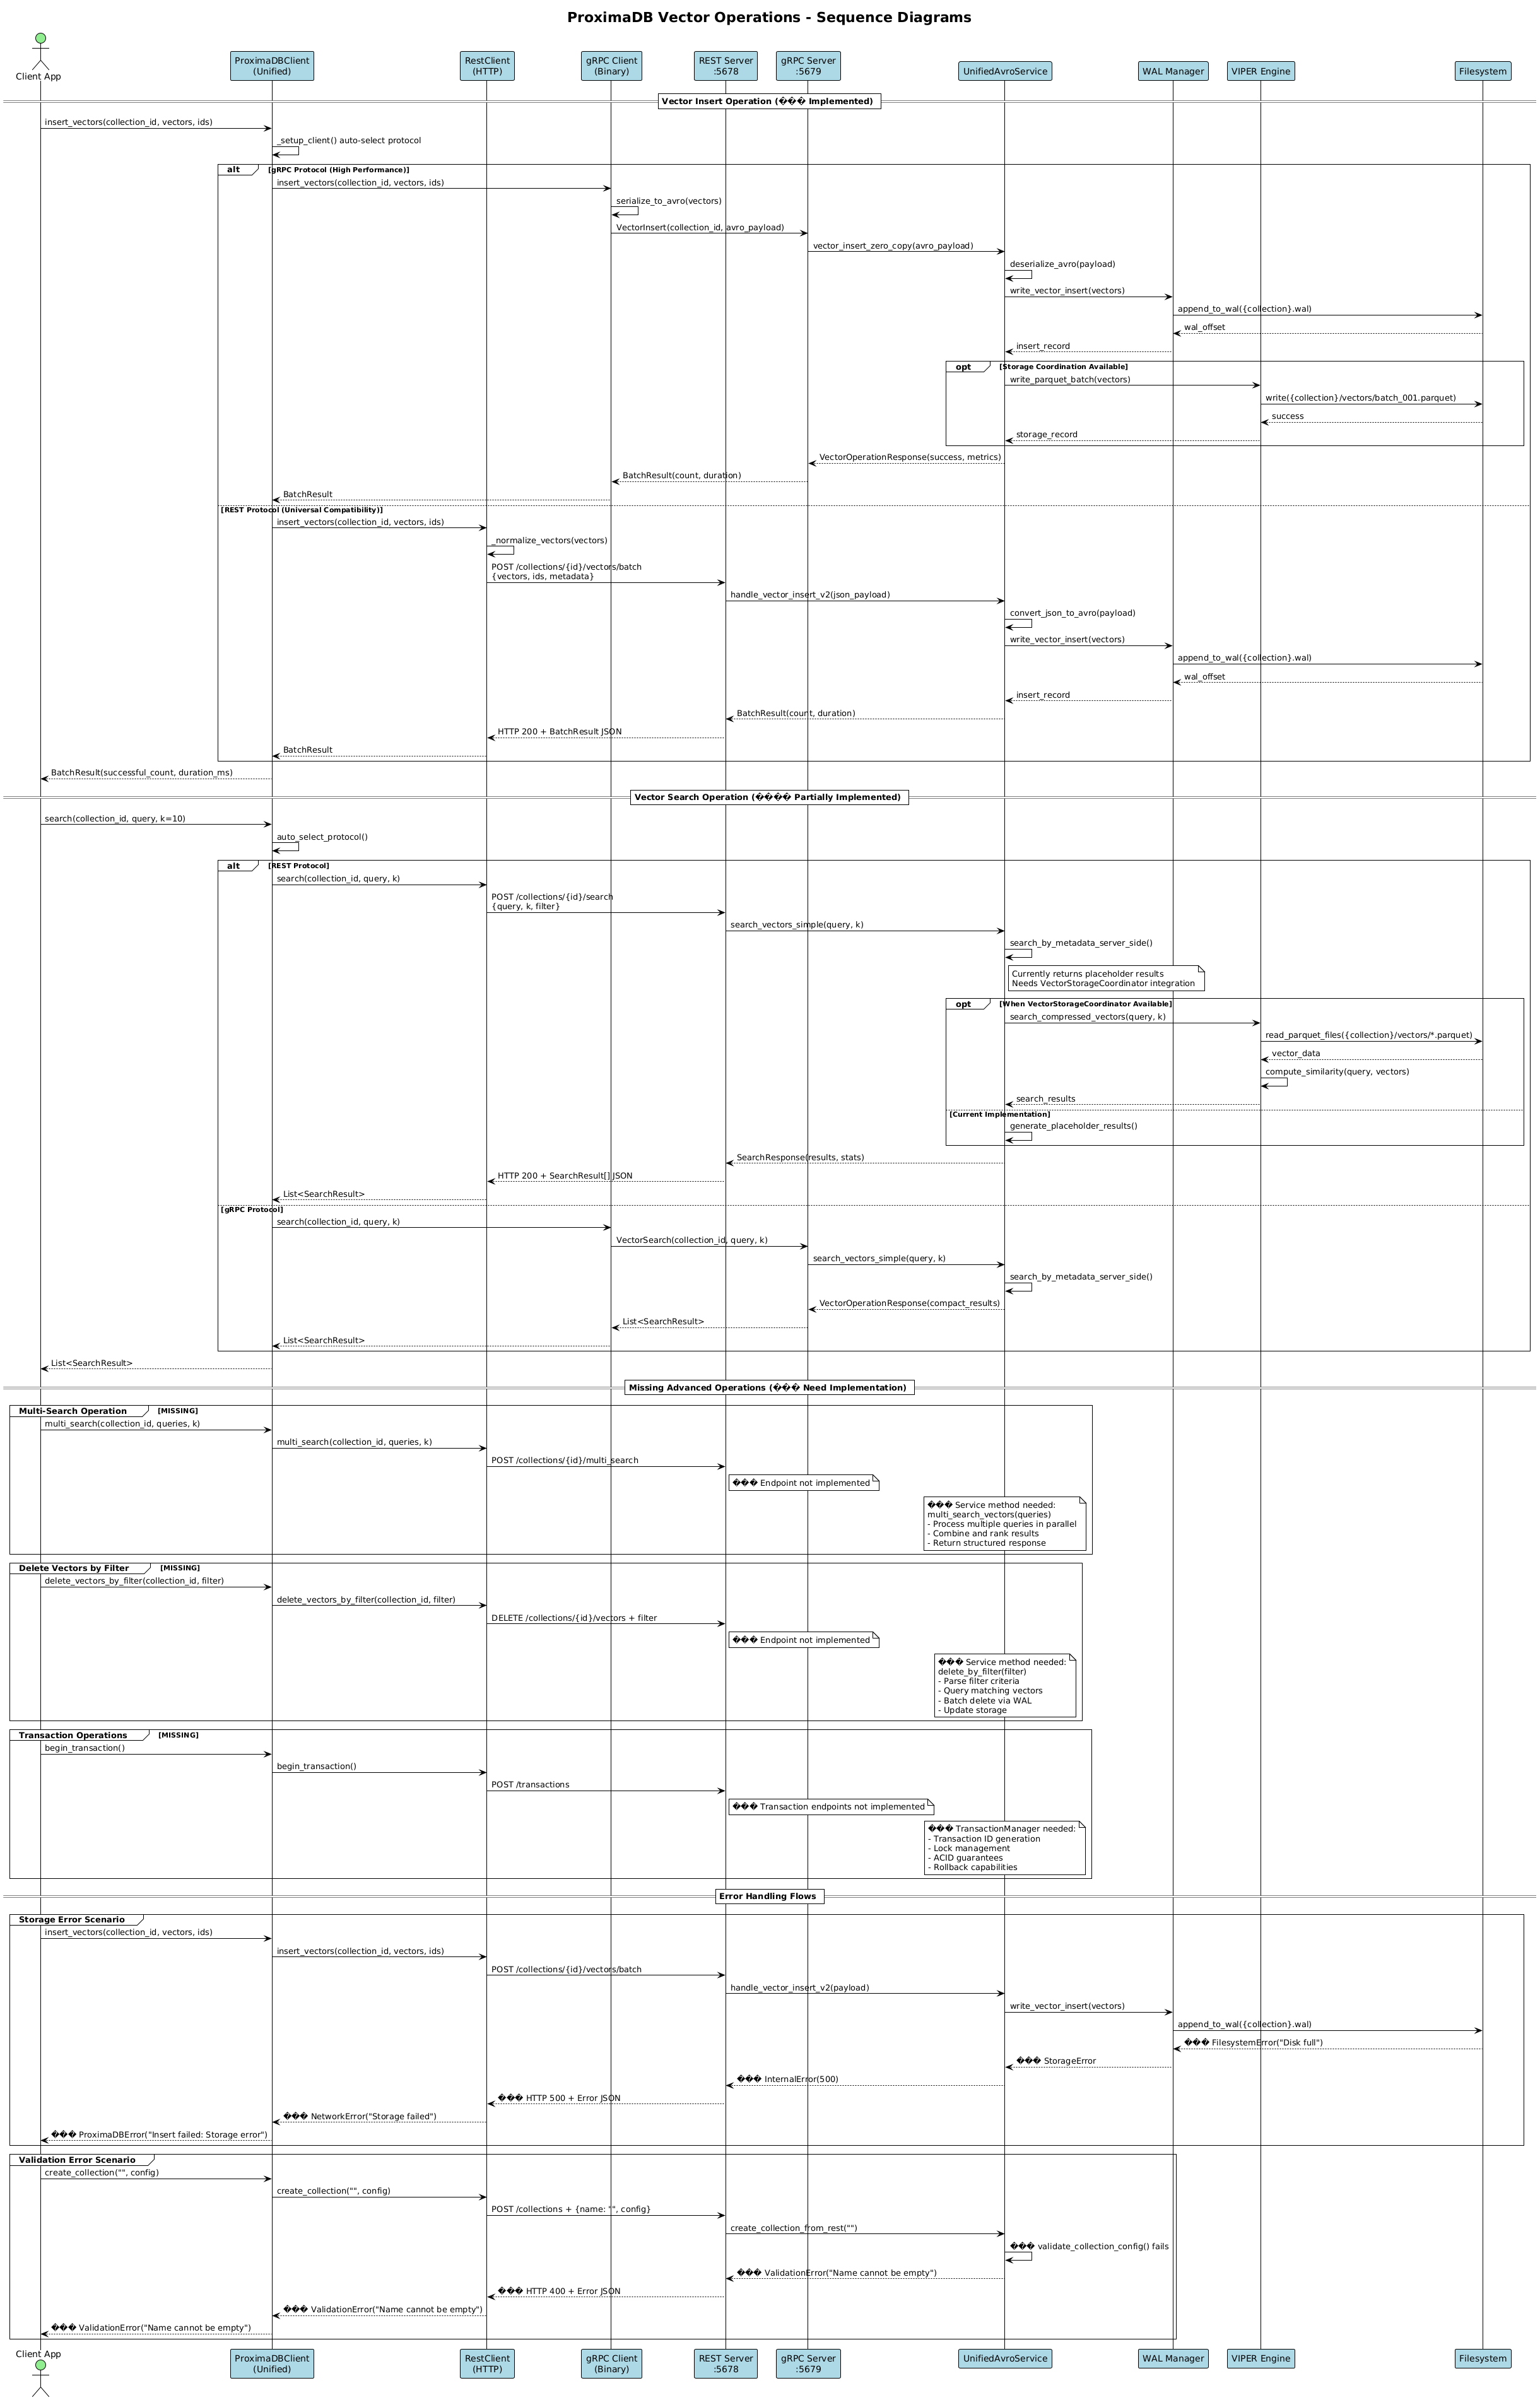 ProximaDB Vector Operations - Sequence Diagrams
Client App
ProximaDBClient
(Unified)
RestClient
(HTTP)
gRPC Client
(Binary)
REST Server
:5678
gRPC Server
:5679
UnifiedAvroService
WAL Manager
VIPER Engine
Filesystem
Vector Insert Operation (��� Implemented)
insert_vectors(collection_id, vectors, ids)
_setup_client() auto-select protocol
alt [gRPC Protocol (High Performance)]
insert_vectors(collection_id, vectors, ids)
serialize_to_avro(vectors)
VectorInsert(collection_id, avro_payload)
vector_insert_zero_copy(avro_payload)
deserialize_avro(payload)
write_vector_insert(vectors)
append_to_wal({collection}.wal)
wal_offset
insert_record
opt [Storage Coordination Available]
write_parquet_batch(vectors)
write({collection}/vectors/batch_001.parquet)
success
storage_record
VectorOperationResponse(success, metrics)
BatchResult(count, duration)
BatchResult
[REST Protocol (Universal Compatibility)]
insert_vectors(collection_id, vectors, ids)
_normalize_vectors(vectors)
POST /collections/{id}/vectors/batch
{vectors, ids, metadata}
handle_vector_insert_v2(json_payload)
convert_json_to_avro(payload)
write_vector_insert(vectors)
append_to_wal({collection}.wal)
wal_offset
insert_record
BatchResult(count, duration)
HTTP 200 + BatchResult JSON
BatchResult
BatchResult(successful_count, duration_ms)
Vector Search Operation (���� Partially Implemented)
search(collection_id, query, k=10)
auto_select_protocol()
alt [REST Protocol]
search(collection_id, query, k)
POST /collections/{id}/search
{query, k, filter}
search_vectors_simple(query, k)
search_by_metadata_server_side()
Currently returns placeholder results
Needs VectorStorageCoordinator integration
opt [When VectorStorageCoordinator Available]
search_compressed_vectors(query, k)
read_parquet_files({collection}/vectors/*.parquet)
vector_data
compute_similarity(query, vectors)
search_results
[Current Implementation]
generate_placeholder_results()
SearchResponse(results, stats)
HTTP 200 + SearchResult[] JSON
List<SearchResult>
[gRPC Protocol]
search(collection_id, query, k)
VectorSearch(collection_id, query, k)
search_vectors_simple(query, k)
search_by_metadata_server_side()
VectorOperationResponse(compact_results)
List<SearchResult>
List<SearchResult>
List<SearchResult>
Missing Advanced Operations (��� Need Implementation)
Multi-Search Operation [MISSING]
multi_search(collection_id, queries, k)
multi_search(collection_id, queries, k)
POST /collections/{id}/multi_search
��� Endpoint not implemented
��� Service method needed:
multi_search_vectors(queries)
- Process multiple queries in parallel
- Combine and rank results
- Return structured response
Delete Vectors by Filter [MISSING]
delete_vectors_by_filter(collection_id, filter)
delete_vectors_by_filter(collection_id, filter)
DELETE /collections/{id}/vectors + filter
��� Endpoint not implemented
��� Service method needed:
delete_by_filter(filter)
- Parse filter criteria
- Query matching vectors
- Batch delete via WAL
- Update storage
Transaction Operations [MISSING]
begin_transaction()
begin_transaction()
POST /transactions
��� Transaction endpoints not implemented
��� TransactionManager needed:
- Transaction ID generation
- Lock management
- ACID guarantees
- Rollback capabilities
Error Handling Flows
Storage Error Scenario
insert_vectors(collection_id, vectors, ids)
insert_vectors(collection_id, vectors, ids)
POST /collections/{id}/vectors/batch
handle_vector_insert_v2(payload)
write_vector_insert(vectors)
append_to_wal({collection}.wal)
��� FilesystemError("Disk full")
��� StorageError
��� InternalError(500)
��� HTTP 500 + Error JSON
��� NetworkError("Storage failed")
��� ProximaDBError("Insert failed: Storage error")
Validation Error Scenario
create_collection("", config)
create_collection("", config)
POST /collections + {name: "", config}
create_collection_from_rest("")
��� validate_collection_config() fails
��� ValidationError("Name cannot be empty")
��� HTTP 400 + Error JSON
��� ValidationError("Name cannot be empty")
��� ValidationError("Name cannot be empty")
Client App
ProximaDBClient
(Unified)
RestClient
(HTTP)
gRPC Client
(Binary)
REST Server
:5678
gRPC Server
:5679
UnifiedAvroService
WAL Manager
VIPER Engine
Filesystem